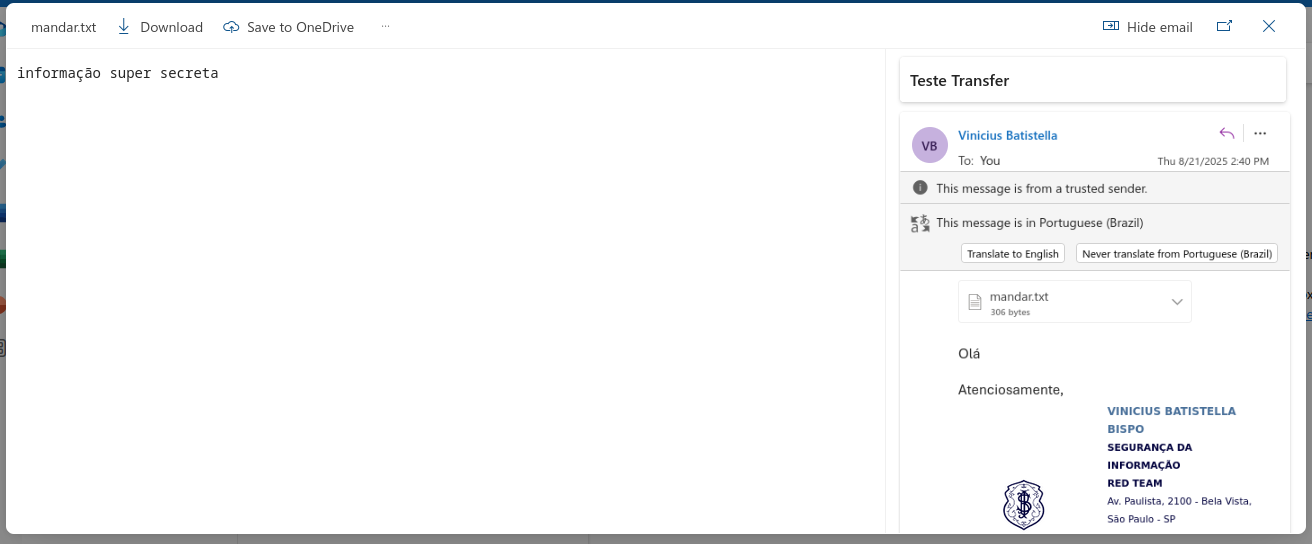 mandar.txt Download Save to OneDrive ... Hide email
informação super secreta
Teste Transfer
VB
Vinicius Batistella
To: You
Thu 8/21/2025 2:40 PM
This message is from a trusted sender.
This message is in Portuguese (Brazil)
Translate to English Never translate from Portuguese (Brazil)
mandar.txt
306 bytes
Olá
Atenciosamente,
VINICIUS BATISTELLA
BISPO
SEGURANÇA DA
INFORMAÇÃO
RED TEAM
Av. Paulista, 2100 - Bela Vista,
São Paulo - SP